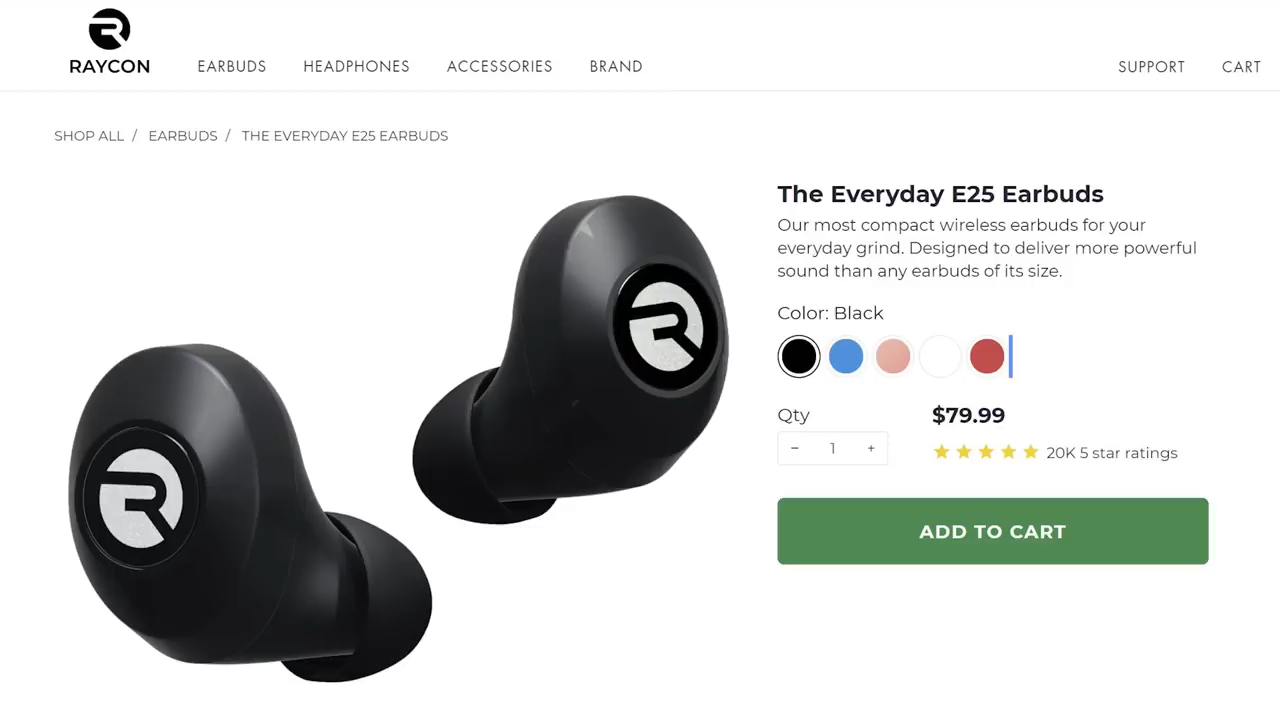 RAYCON
EARBUDS
HEADPHONES
ACCESSORIES
BRAND
SUPPORT
CART
SHOP ALL / EARBUDS / THE EVERYDAY E25 EARBUDS
The Everyday E25 Earbuds
Our most compact wireless earbuds for your
everyday grind. Designed to deliver more powerful
sound than any earbuds of its size.
Color: Black
Qty
$79.99
− 1 +
20K 5 star ratings
ADD TO CART